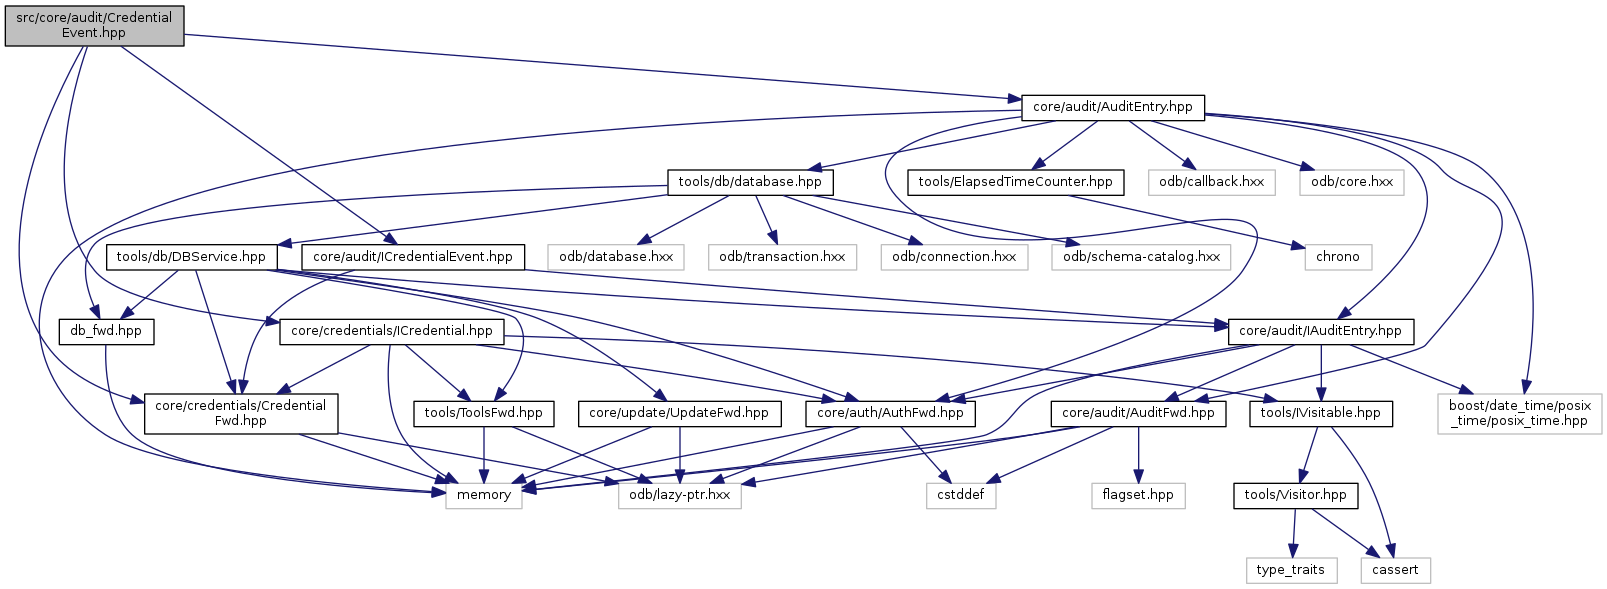 src/core/audit/Credential
Event.hpp
core/audit/AuditEntry.hpp
tools/db/database.hpp
tools/ElapsedTimeCounter.hpp
odb/callback.hxx
odb/core.hxx
tools/db/DBService.hpp
core/audit/ICredentialEvent.hpp
odb/database.hxx
odb/transaction.hxx
odb/connection.hxx
odb/schema-catalog.hxx
chrono
db_fwd.hpp
core/credentials/ICredential.hpp
core/audit/IAuditEntry.hpp
core/credentials/Credential
Fwd.hpp
tools/ToolsFwd.hpp
core/update/UpdateFwd.hpp
core/auth/AuthFwd.hpp
core/audit/AuditFwd.hpp
tools/IVisitable.hpp
boost/date_time/posix
_time/posix_time.hpp
memory
odb/lazy-ptr.hxx
cstddef
flagset.hpp
tools/Visitor.hpp
type_traits
cassert